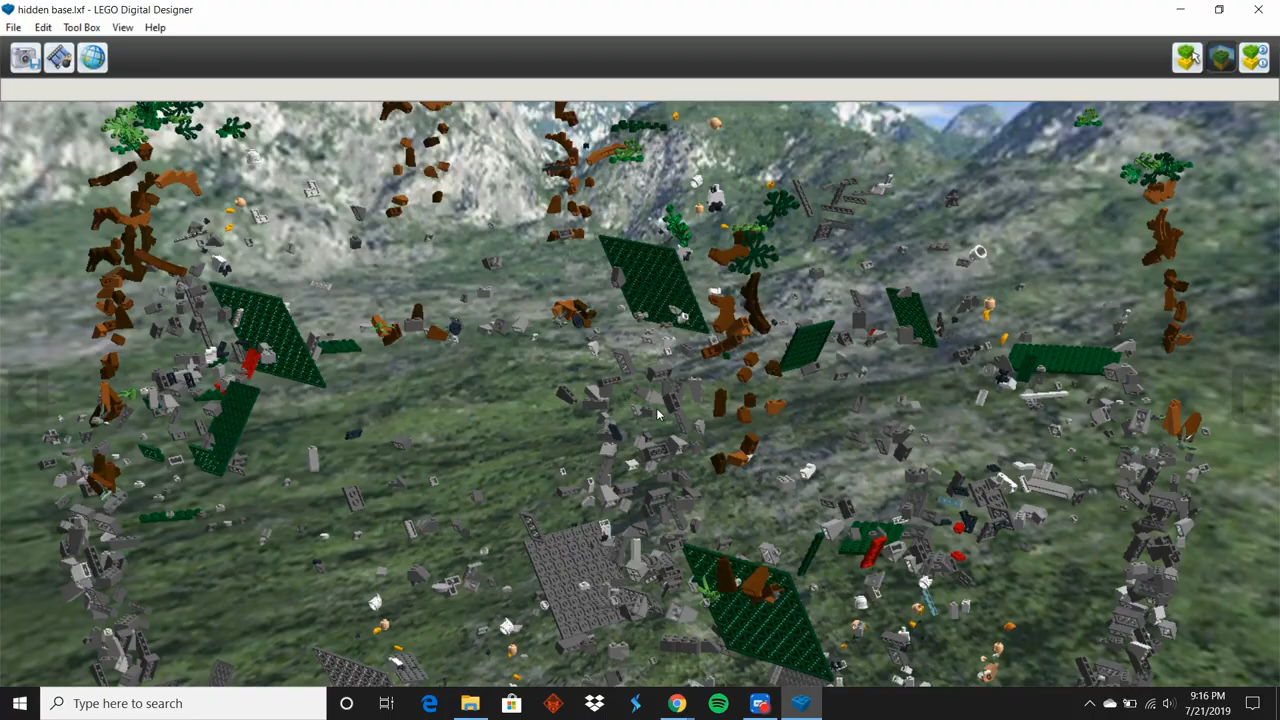 hidden base.lxf - LEGO Digital Designer
File Edit Tool Box View Help
Type here to search
9:16 PM
7/21/2019